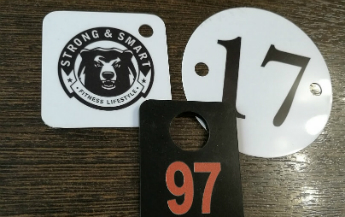 STRONG & SMART
• FITNESS LIFESTYLE •
17
97